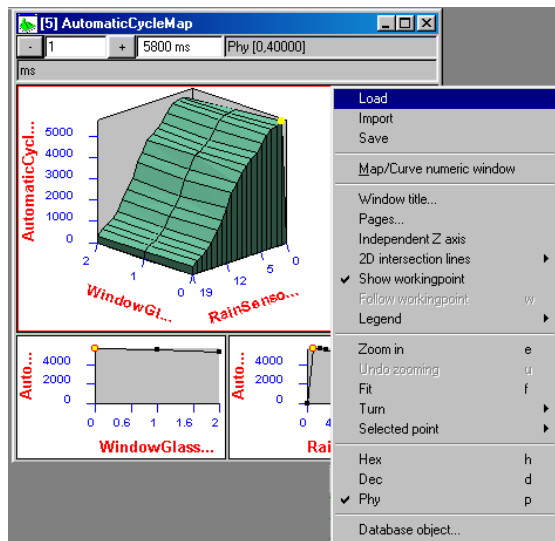 [5] AutomaticCycleMap
- 1 + 5800 ms Phy [0,40000]
ms
AutomaticCycl...
5000
4000
3000
2000
1000
0
2
1
0
19
12
5
0
WindowGl...
RainSenso...
Auto...
4000
2000
0
0 0.6 1 1.6 2
WindowGlass...
Auto...
4000
2000
0
0
Rai
Load
Import
Save
Map/Curve numeric window
Window title...
Pages...
Independent Z axis
2D intersection lines
Show workingpoint
Follow workingpoint w
Legend
Zoom in e
Undo zooming u
Fit f
Turn
Selected point
Hex h
Dec d
Phy p
Database object...